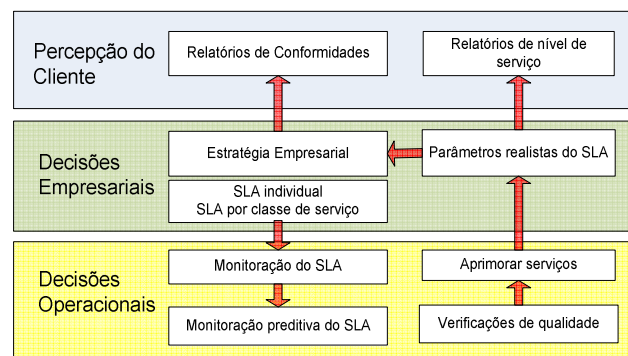 Percepção do
Cliente
Relatórios de Conformidades
Relatórios de nível de
serviço
Decisões
Empresariais
Estratégia Empresarial
Parâmetros realistas do SLA
SLA individual
SLA por classe de serviço
Decisões
Operacionais
Monitoração do SLA
Aprimorar serviços
Monitoração preditiva do SLA
Verificações de qualidade